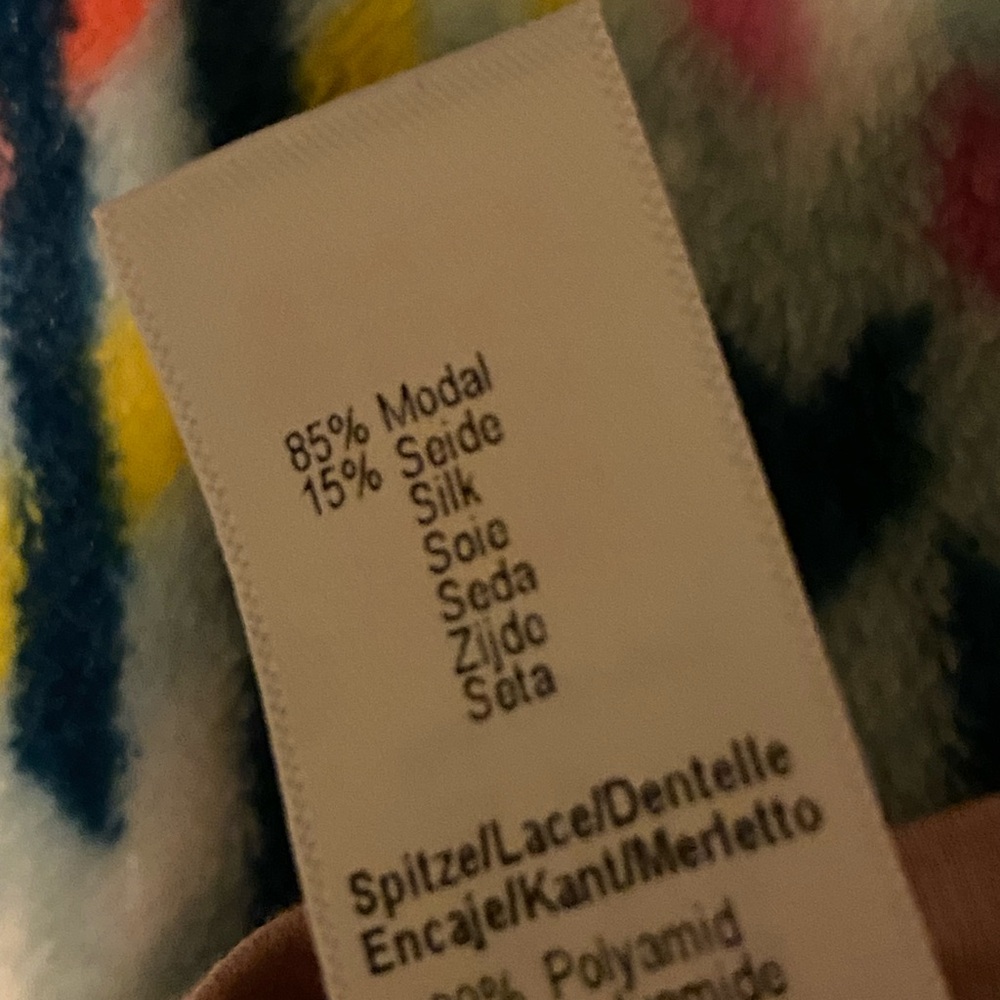 85% Modal
15% Seide
Silk
Soie
Seda
Zijde
Seta
Spitze/Lace/Dentelle
Encaje/Kant/Merletto
Polyamid